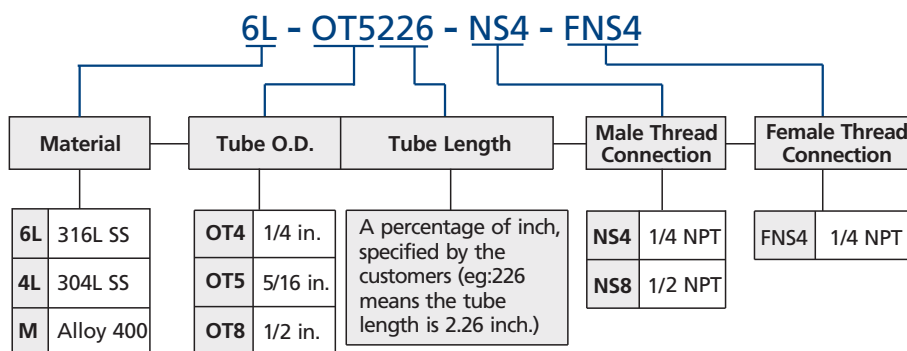 6L - OT5226 - NS4 - FNS4
Material
Tube O.D.
Tube Length
Male Thread
Connection
Female Thread
Connection
6L 316L SS
4L 304L SS
M Alloy 400
OT4 1/4 in.
OT5 5/16 in.
OT8 1/2 in.
A percentage of inch,
specified by the
customers (eg:226
means the tube
length is 2.26 inch.)
NS4 1/4 NPT
NS8 1/2 NPT
FNS4 1/4 NPT